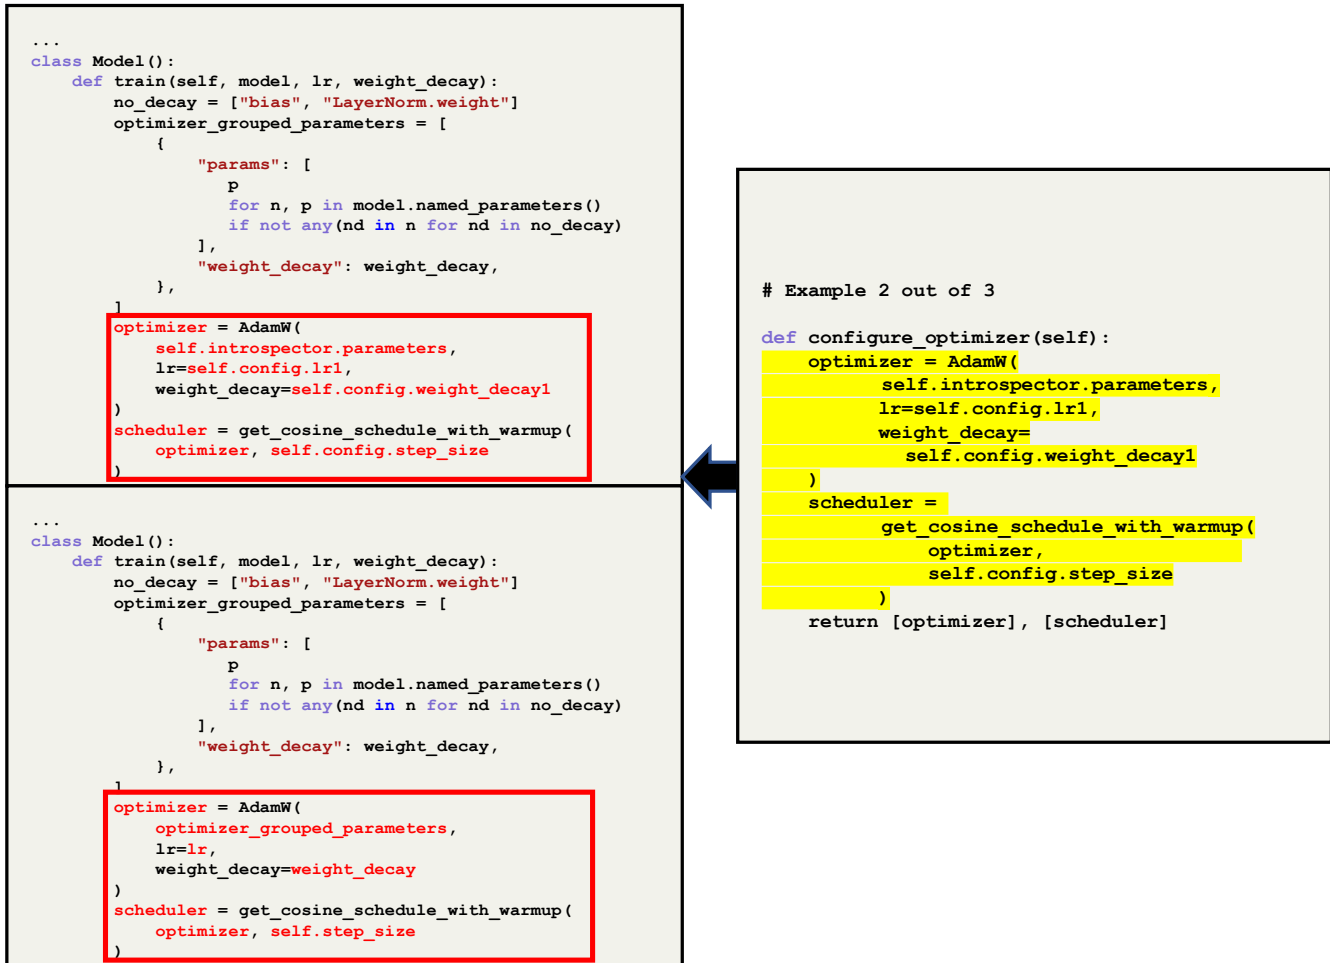 ...
class Model():
    def train(self, model, lr, weight_decay):
        no_decay = ["bias", "LayerNorm.weight"]
        optimizer_grouped_parameters = [
            {
                "params": [
                    p
                    for n, p in model.named_parameters()
                    if not any(nd in n for nd in no_decay)
                ],
                "weight_decay": weight_decay,
            },
        ]
        optimizer = AdamW(
            self.introspector.parameters,
            lr=self.config.lr1,
            weight_decay=self.config.weight_decay1
        )
        scheduler = get_cosine_schedule_with_warmup(
            optimizer, self.config.step_size
        )
...
class Model():
    def train(self, model, lr, weight_decay):
        no_decay = ["bias", "LayerNorm.weight"]
        optimizer_grouped_parameters = [
            {
                "params": [
                    p
                    for n, p in model.named_parameters()
                    if not any(nd in n for nd in no_decay)
                ],
                "weight_decay": weight_decay,
            },
        ]
        optimizer = AdamW(
            optimizer_grouped_parameters,
            lr=lr,
            weight_decay=weight_decay
        )
        scheduler = get_cosine_schedule_with_warmup(
            optimizer, self.step_size
        )
# Example 2 out of 3
def configure_optimizer(self):
    optimizer = AdamW(
            self.introspector.parameters,
            lr=self.config.lr1,
            weight_decay=
              self.config.weight_decay1
    )
    scheduler =
            get_cosine_schedule_with_warmup(
                optimizer,
                self.config.step_size
            )
    return [optimizer], [scheduler]